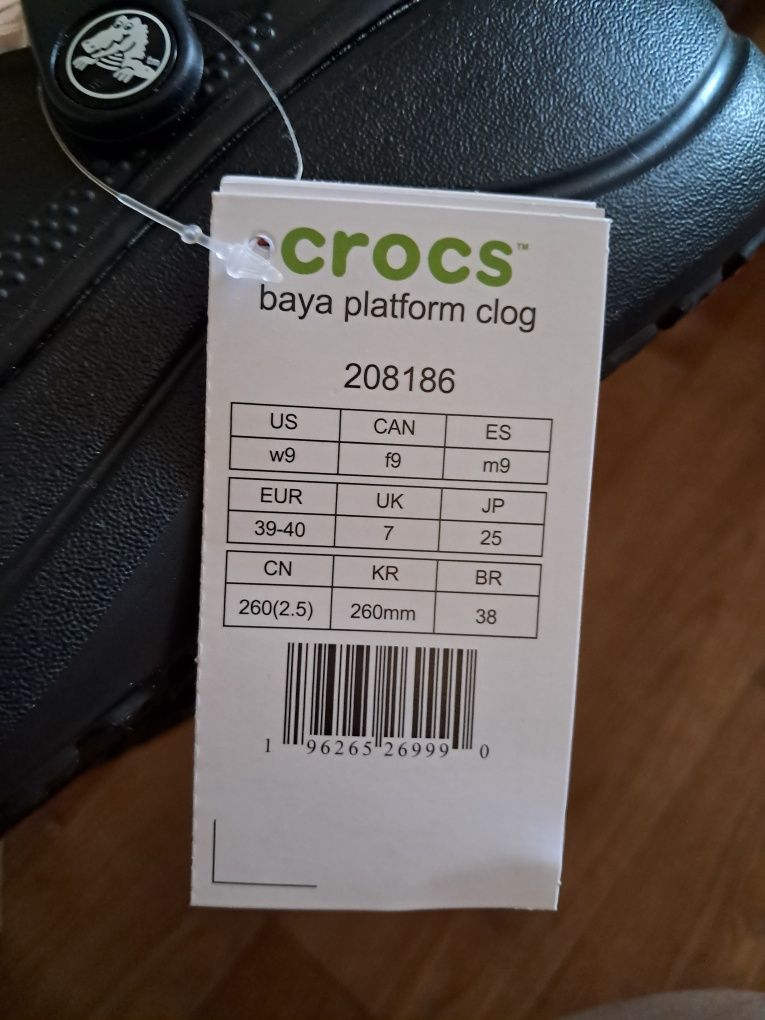 crocs™
baya platform clog
208186
US CAN ES
w9 f9 m9
EUR UK JP
39-40 7 25
CN KR BR
260(2.5) 260mm 38
1 96265 26999 0